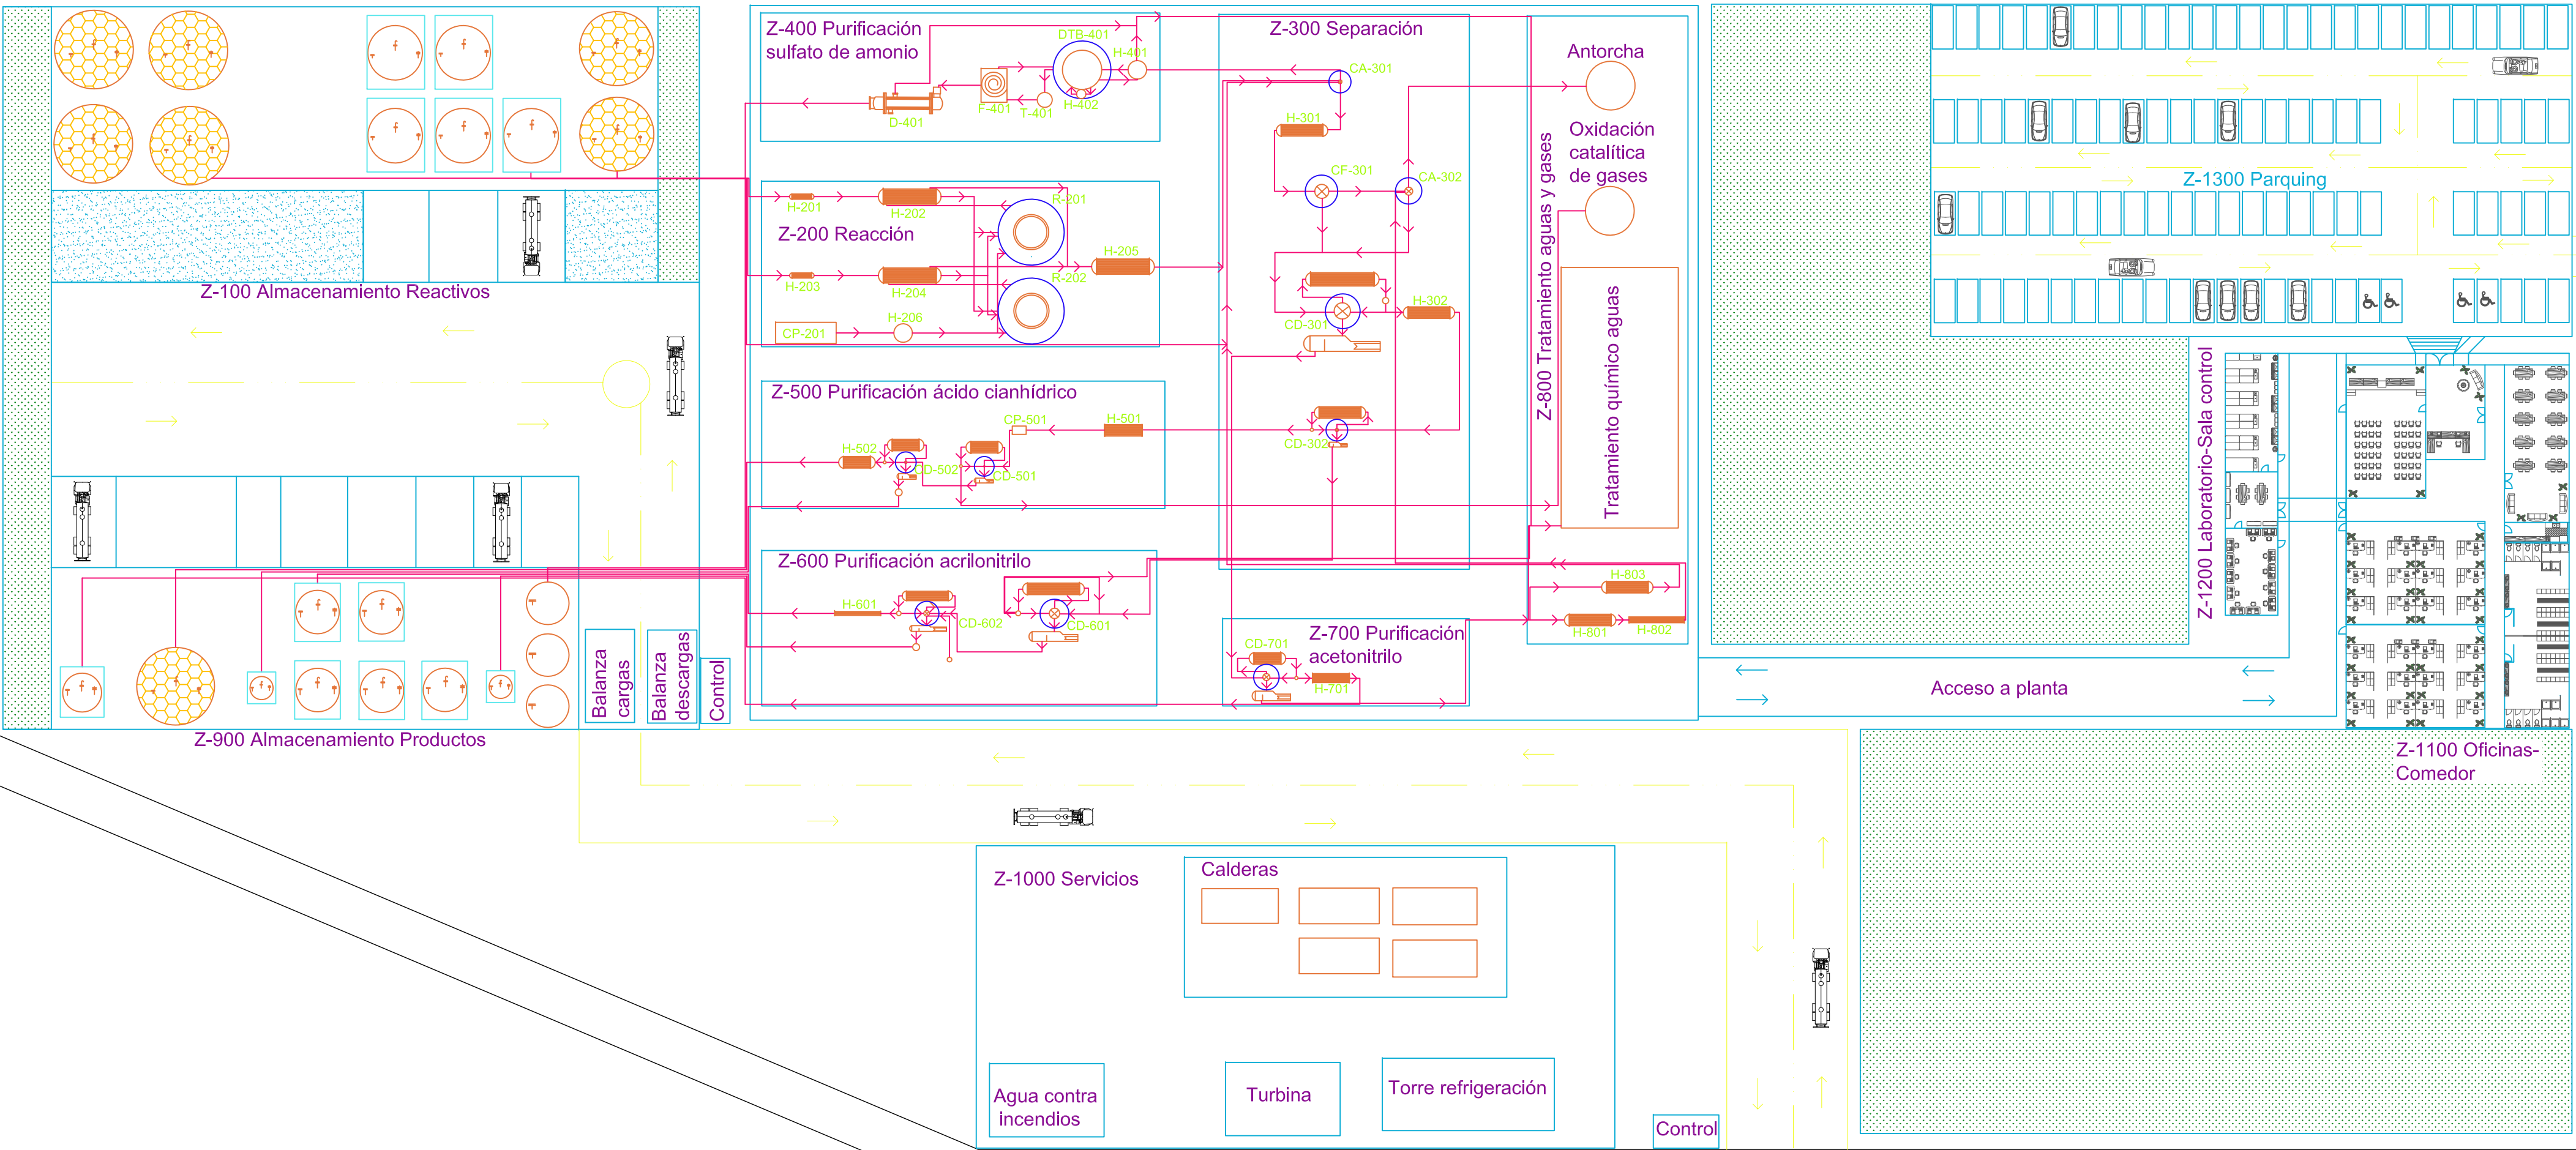 Z-400 Purificación
sulfato de amonio
DTB-401
H-401
D-401
F-401
T-401
H-402
Z-300 Separación
CA-301
H-301
CF-301
CA-302
CD-301
H-302
CD-302
Antorcha
Oxidación
catalítica
de gases
Z-800 Tratamiento aguas y gases
Tratamiento químico aguas
H-803
H-801
H-802
H-201
H-202
R-201
Z-200 Reacción
H-205
R-202
H-203
H-204
H-206
CP-201
Z-100 Almacenamiento Reactivos
Z-500 Purificación ácido cianhídrico
CP-501
H-501
H-502
CD-502
CD-501
Z-600 Purificación acrilonitrilo
H-601
CD-602
CD-601
Z-700 Purificación
acetonitrilo
CD-701
H-701
Balanza
cargas
Balanza
descargas
Control
Z-900 Almacenamiento Productos
Z-1300 Parquing
Z-1200 Laboratorio-Sala control
Acceso a planta
Z-1100 Oficinas-
Comedor
Z-1000 Servicios
Calderas
Agua contra
incendios
Turbina
Torre refrigeración
Control